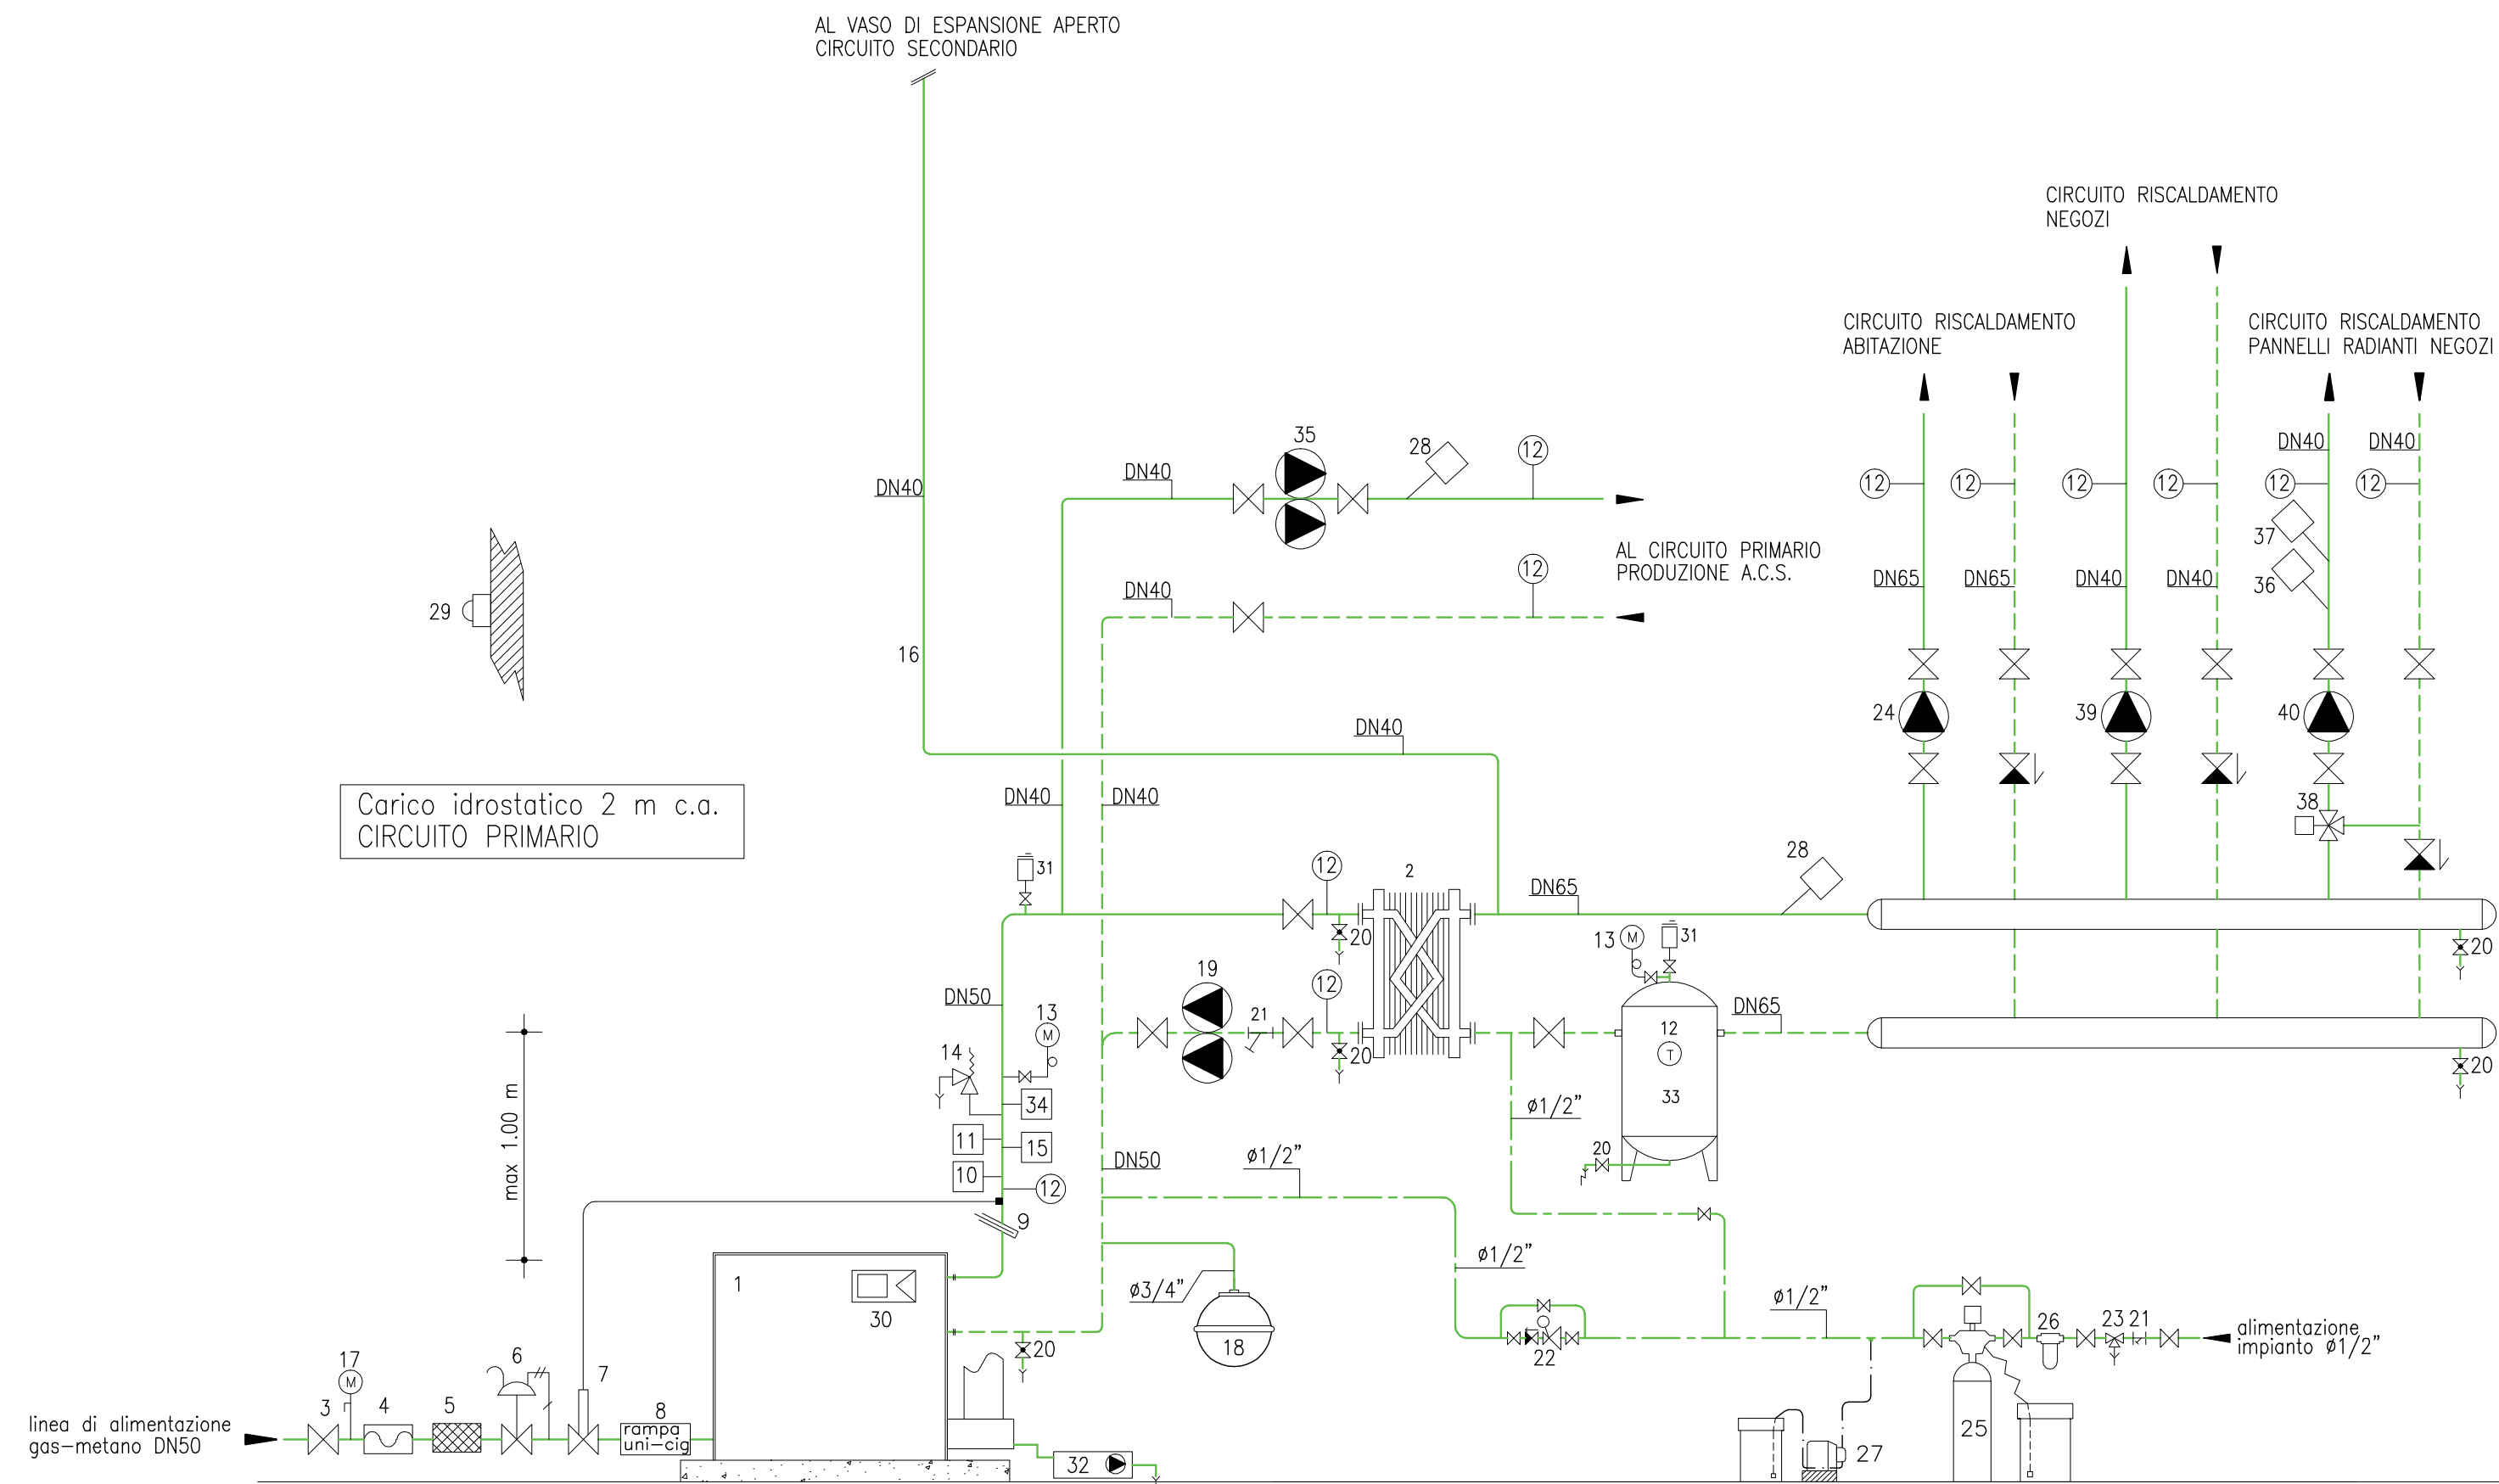 AL VASO DI ESPANSIONE APERTO
CIRCUITO SECONDARIO
CIRCUITO RISCALDAMENTO
NEGOZI
CIRCUITO RISCALDAMENTO
ABITAZIONE
CIRCUITO RISCALDAMENTO
PANNELLI RADIANTI NEGOZI
35
28
12
DN40
DN40
DN40
DN40
12
12
12
12
12
12
37
36
AL CIRCUITO PRIMARIO
PRODUZIONE A.C.S.
12
DN40
DN65
DN65
DN40
DN40
29
16
24
39
40
DN40
Carico idrostatico 2 m c.a.
CIRCUITO PRIMARIO
DN40
DN40
38
31
12
2
28
DN65
20
13
M
31
20
19
12
DN50
21
13
M
DN65
14
12
T
20
20
34
33
max 1.00 m
ø1/2"
11
15
20
10
DN50
ø1/2"
12
9
ø1/2"
1
30
ø3/4"
18
ø1/2"
22
26
23
21
alimentazione
impianto ø1/2"
20
17
M
6
7
3
4
5
8
rampa
uni-cig
linea di alimentazione
gas-metano DN50
32
27
25